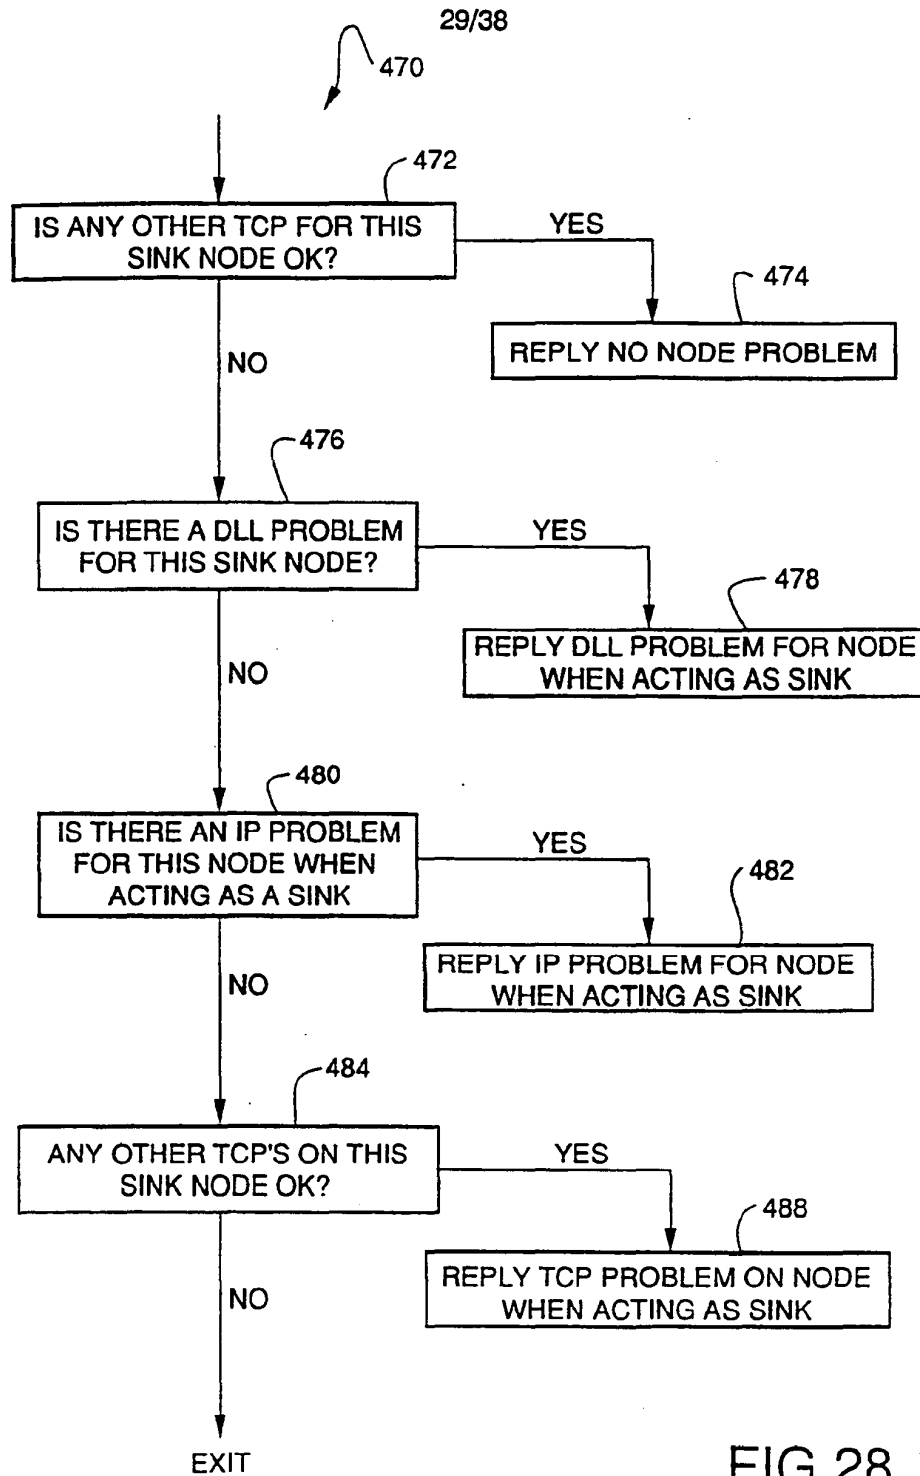 29/38
470
472
IS ANY OTHER TCP FOR THIS
SINK NODE OK?
YES
474
REPLY NO NODE PROBLEM
NO
476
IS THERE A DLL PROBLEM
FOR THIS SINK NODE?
YES
478
REPLY DLL PROBLEM FOR NODE
WHEN ACTING AS SINK
NO
480
IS THERE AN IP PROBLEM
FOR THIS NODE WHEN
ACTING AS A SINK
YES
482
REPLY IP PROBLEM FOR NODE
WHEN ACTING AS SINK
NO
484
ANY OTHER TCP'S ON THIS
SINK NODE OK?
YES
488
REPLY TCP PROBLEM ON NODE
WHEN ACTING AS SINK
NO
EXIT
FIG 28